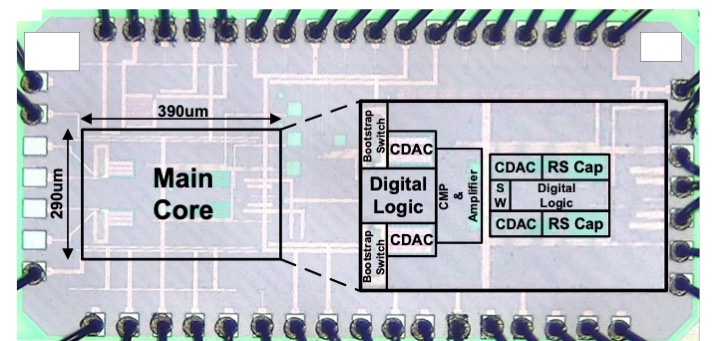 390um
290um
Main
Core
Bootstrap
Switch
CDAC
Digital
Logic
CMP
&
Amplifier
Bootstrap
Switch
CDAC
CDAC
RS Cap
S
W
Digital
Logic
CDAC
RS Cap